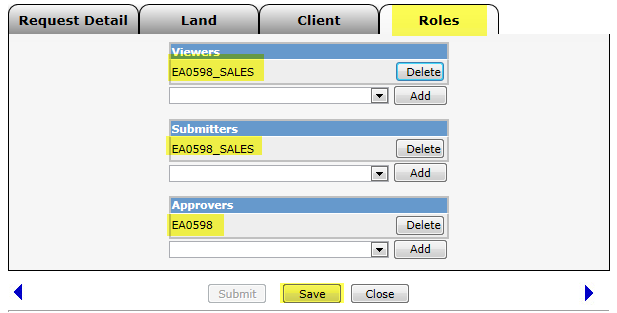 Request Detail Land Client Roles
Viewers
EA0598_SALES Delete
Add
Submitters
EA0598_SALES Delete
Add
Approvers
EA0598 Delete
Add
Submit Save Close